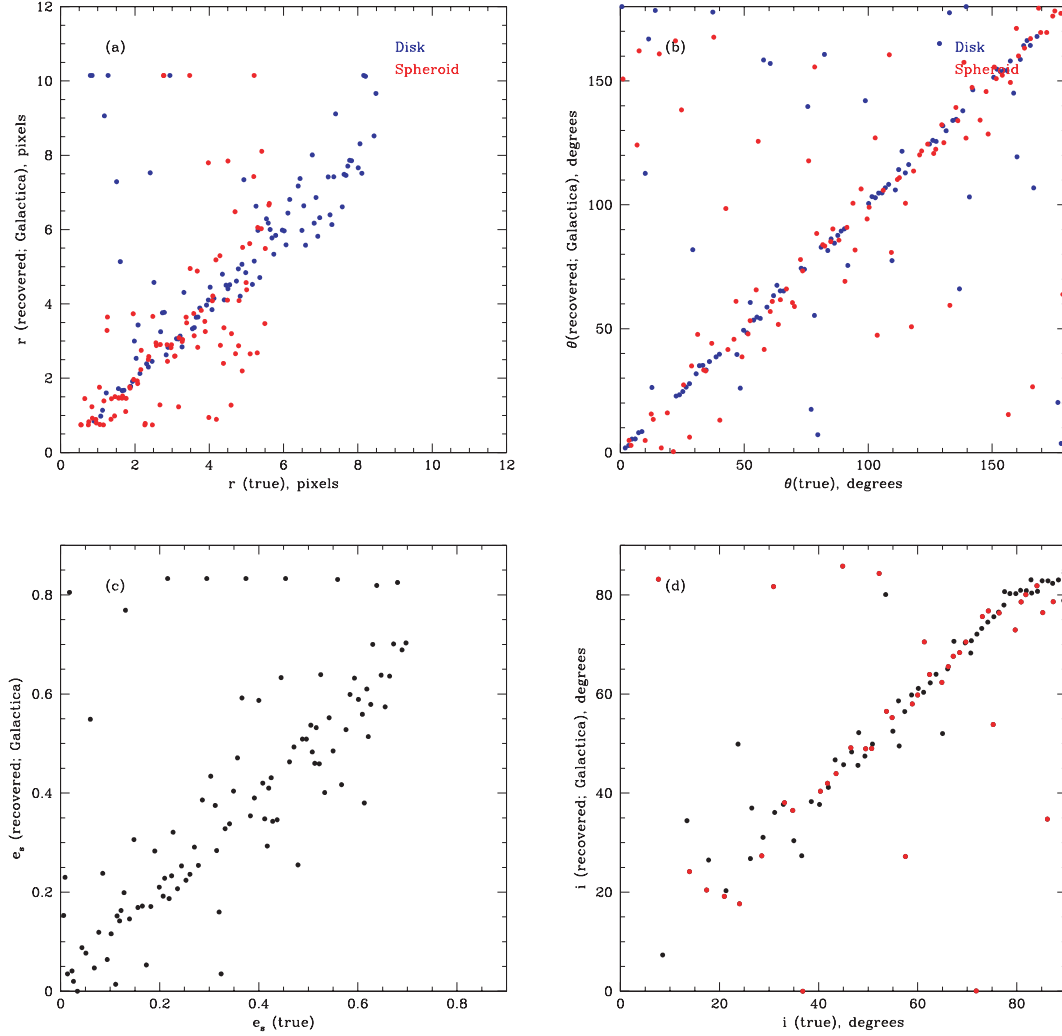 (a)
Disk
Spheroid
r (recovered; Galactica), pixels
12
10
8
6
4
2
0
0 2 4 6 8 10 12
r (true), pixels
(b)
Disk
Spheroid
θ(recovered; Galactica), degrees
150
100
50
0
0 50 100 150
θ(true), degrees
(c)
e_s (recovered; Galactica)
0.8
0.6
0.4
0.2
0
0 0.2 0.4 0.6 0.8
e_s (true)
(d)
i (recovered; Galactica), degrees
80
60
40
20
0
0 20 40 60 80
i (true), degrees